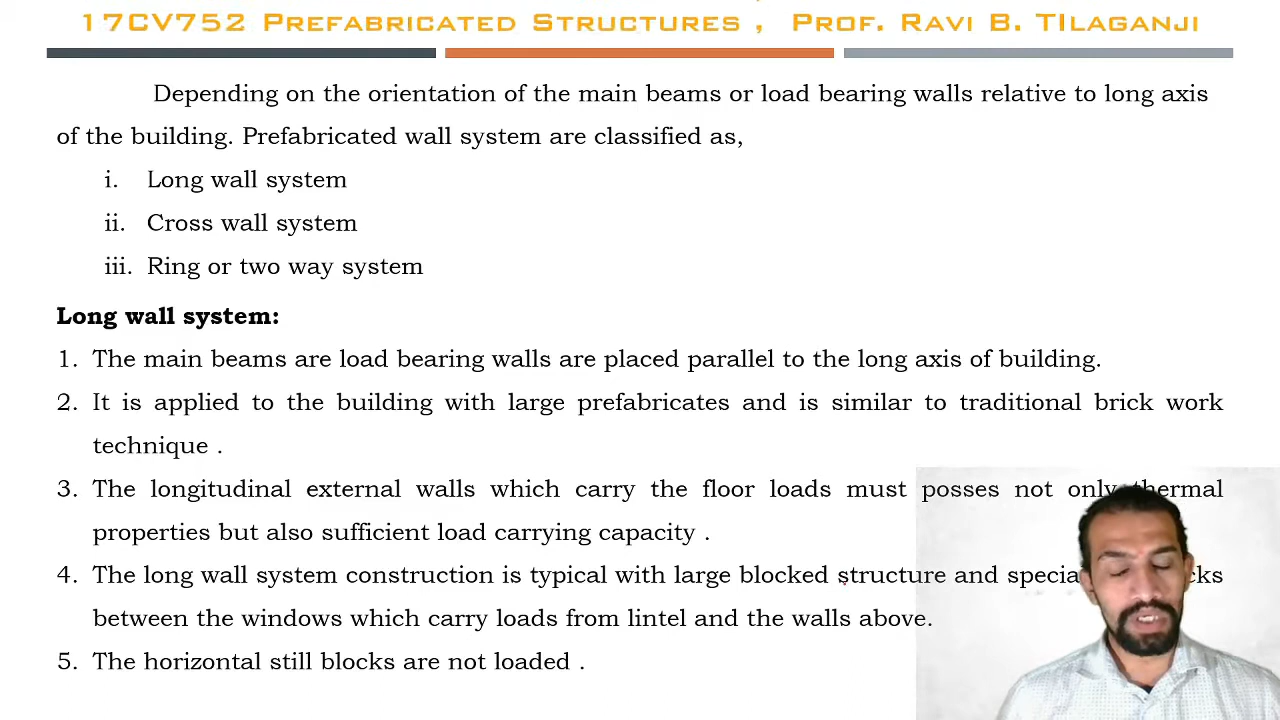 17CV752 Prefabricated Structures , Prof. Ravi B. Tilaganji
Depending on the orientation of the main beams or load bearing walls relative to long axis
of the building. Prefabricated wall system are classified as,
i. Long wall system
ii. Cross wall system
iii. Ring or two way system
Long wall system:
1. The main beams are load bearing walls are placed parallel to the long axis of building.
2. It is applied to the building with large prefabricates and is similar to traditional brick work
technique .
3. The longitudinal external walls which carry the floor loads must posses not only thermal
properties but also sufficient load carrying capacity .
4. The long wall system construction is typical with large blocked structure and
between the windows which carry loads from lintel and the walls above.
5. The horizontal still blocks are not loaded .